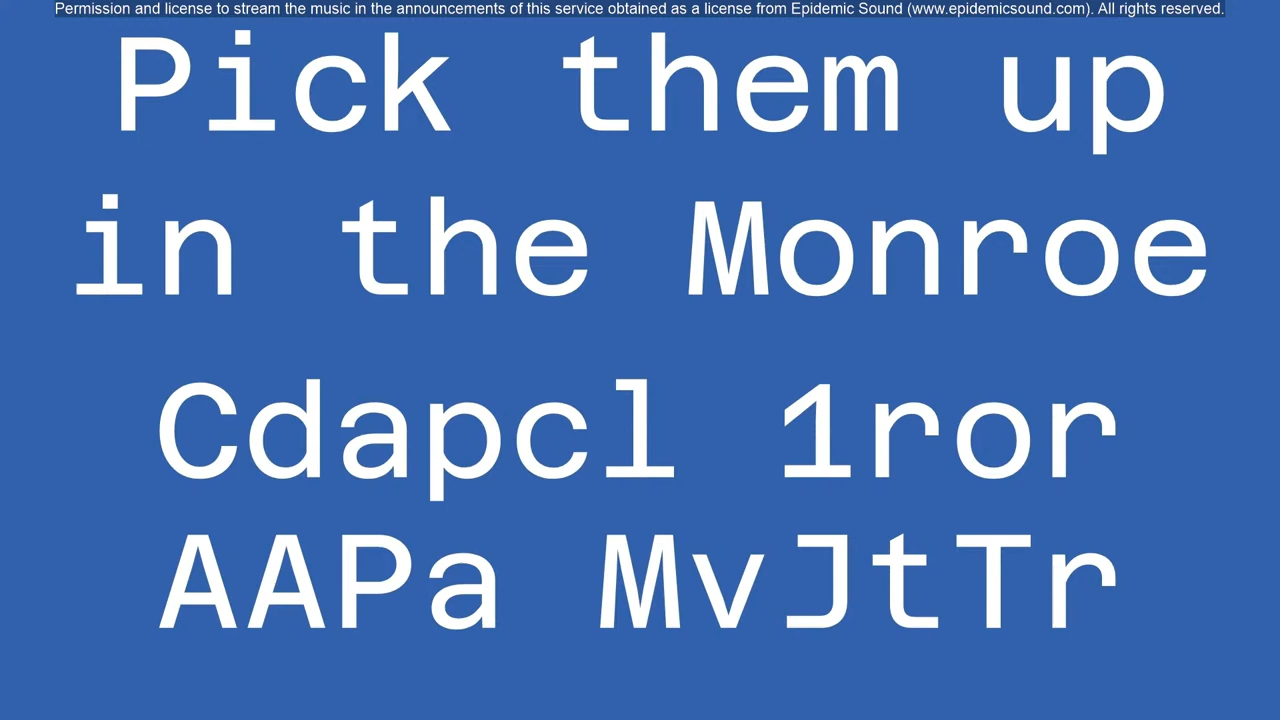 Permission and license to stream the music in the announcements of this service obtained as a license from Epidemic Sound (www.epidemicsound.com). All rights reserved.
Pick them up
in the Monroe
Cdapcl 1ror
AAPa MvJtTr